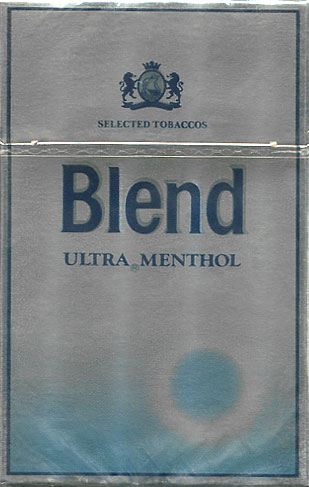 SELECTED TOBACCOS
Blend
ULTRA MENTHOL